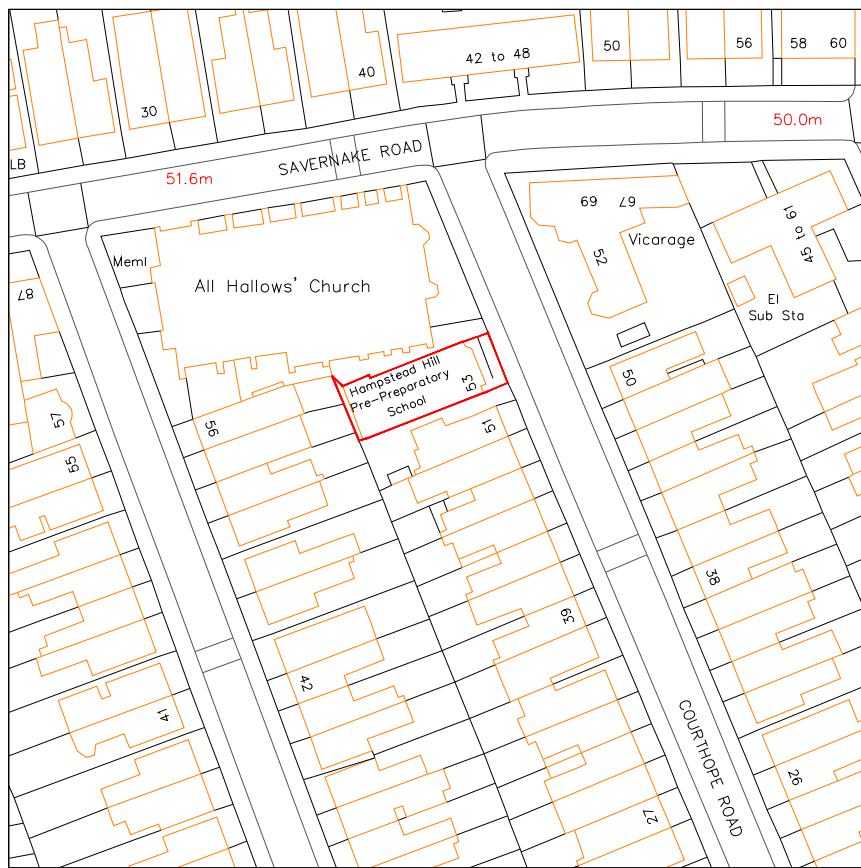 42 to 48
50
56
58
60
40
30
50.0m
LB
SAVERNAKE ROAD
51.6m
69
67
45 to 61
Meml
Vicarage
52
All Hallows' Church
87
El
Sub Sta
Hampstead Hill
Pre-Preparatory
School
53
50
57
56
51
55
38
39
42
41
COURTHOPE ROAD
26
27